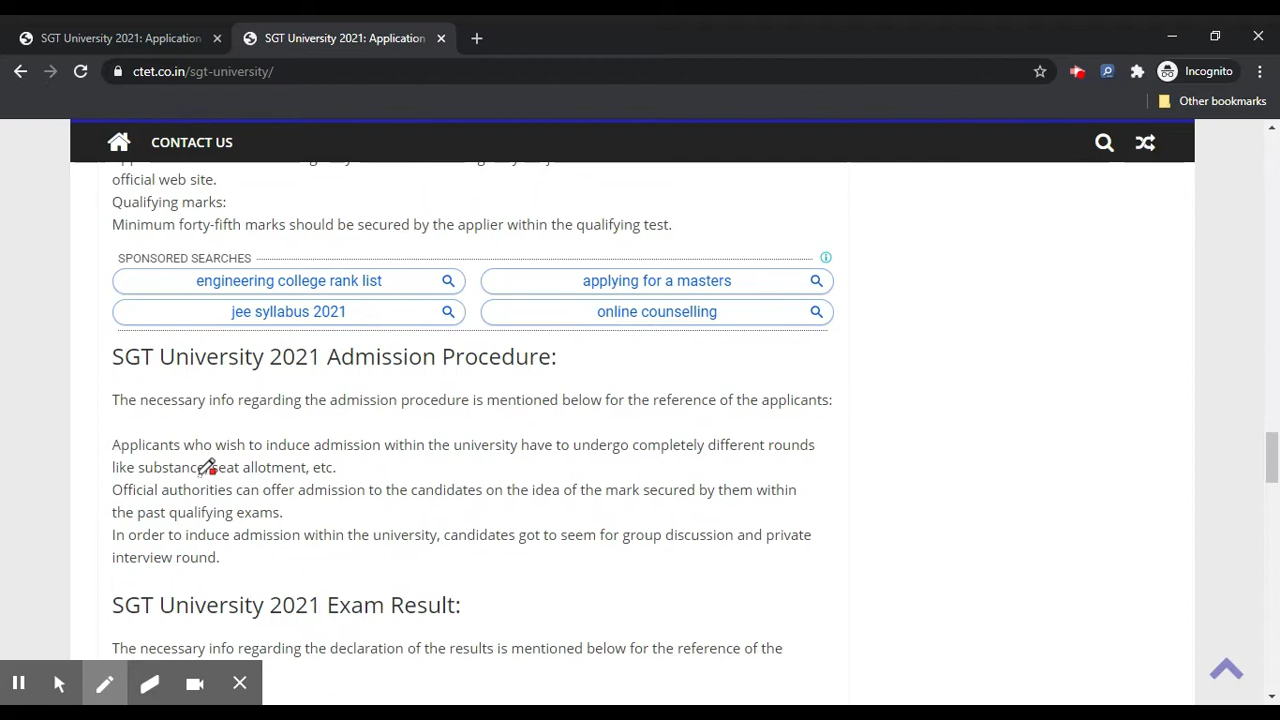 SGT University 2021: Application
SGT University 2021: Application
ctet.co.in/sgt-university/
Incognito
Other bookmarks
CONTACT US
official web site.
Qualifying marks:
Minimum forty-fifth marks should be secured by the applier within the qualifying test.
SPONSORED SEARCHES
engineering college rank list
applying for a masters
jee syllabus 2021
online counselling
SGT University 2021 Admission Procedure:
The necessary info regarding the admission procedure is mentioned below for the reference of the applicants:
Applicants who wish to induce admission within the university have to undergo completely different rounds
like substance, seat allotment, etc.
Official authorities can offer admission to the candidates on the idea of the mark secured by them within
the past qualifying exams.
In order to induce admission within the university, candidates got to seem for group discussion and private
interview round.
SGT University 2021 Exam Result:
The necessary info regarding the declaration of the results is mentioned below for the reference of the